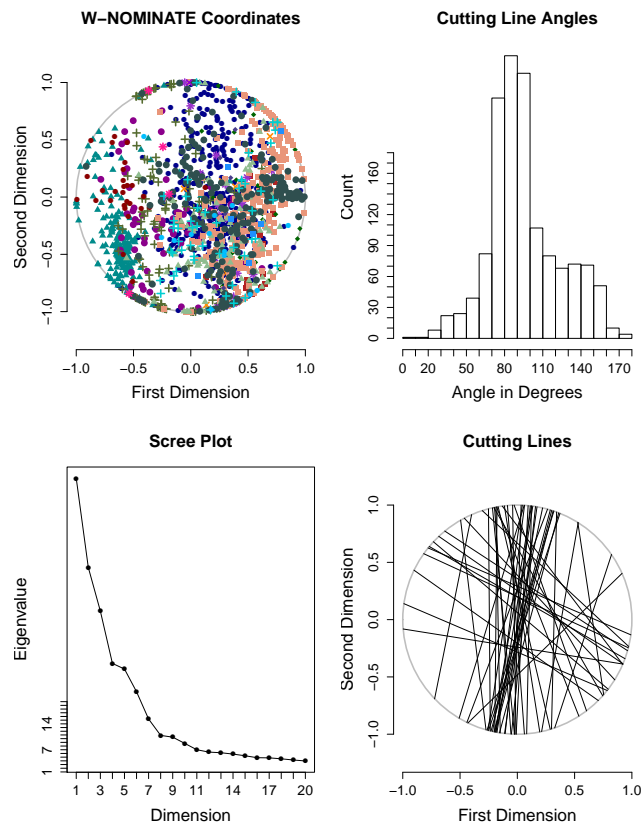 W−NOMINATE Coordinates
Second Dimension
1.0
0.5
0.0
−1.0
−1.0 −0.5 0.0 0.5 1.0
First Dimension
Cutting Line Angles
Count
160
120
90
60
30
0
0 20 50 80 110 140 170
Angle in Degrees
Scree Plot
Eigenvalue
14
7
1
1 3 5 7 9 11 14 17 20
Dimension
Cutting Lines
Second Dimension
1.0
0.5
0.0
−0.5
−1.0
−1.0 −0.5 0.0 0.5 1.0
First Dimension